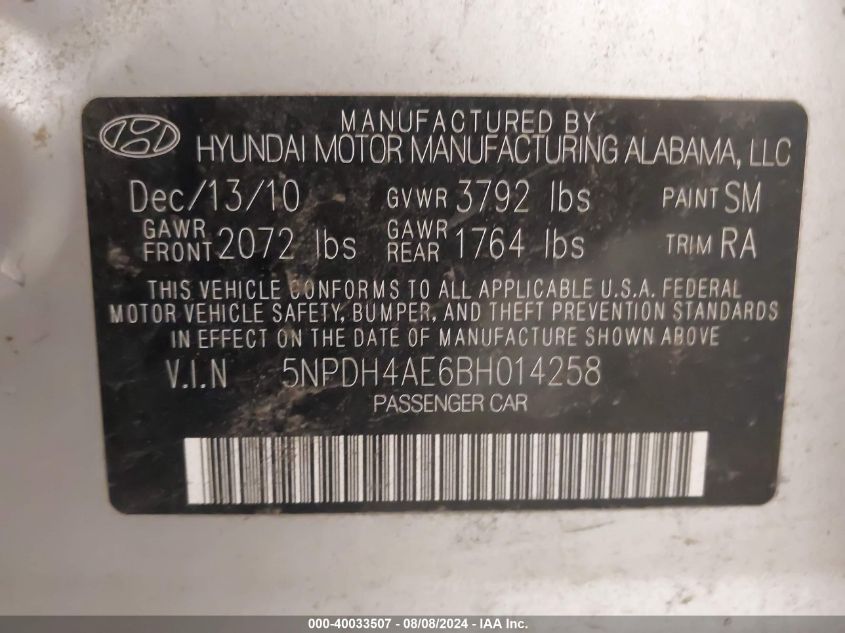 MANUFACTURED BY
HYUNDAI MOTOR MANUFACTURING ALABAMA, LLC
Dec/13/10 GVWR 3792 lbs PAINT SM
GAWR FRONT 2072 lbs GAWR REAR 1764 lbs TRIM RA
THIS VEHICLE CONFORMS TO ALL APPLICABLE U.S.A. FEDERAL
MOTOR VEHICLE SAFETY, BUMPER, AND THEFT PREVENTION STANDARDS
IN EFFECT ON THE DATE OF MANUFACTURE SHOWN ABOVE
V.I.N 5NPDH4AE6BH014258
PASSENGER CAR
000-40033507 - 08/08/2024 - IAA Inc.